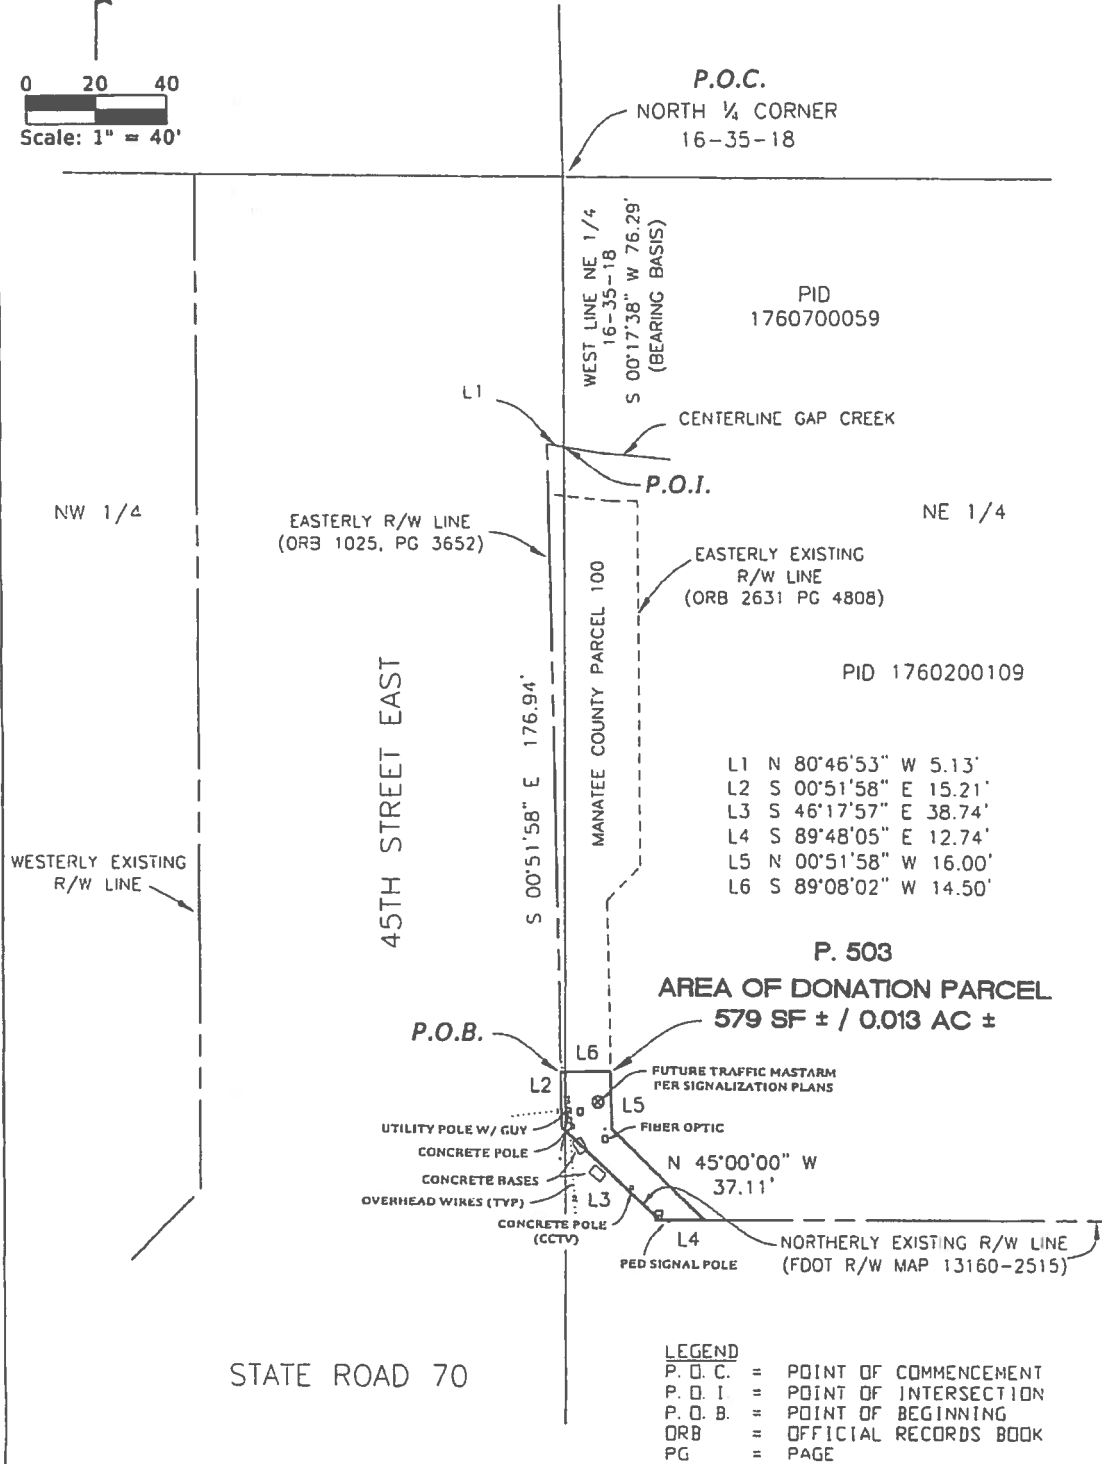 0 20 40
Scale: 1" = 40'
P.O.C.
NORTH ¼ CORNER
16-35-18
WEST LINE NE 1/4
16-35-18
S 00°17'38" W 76.29'
(BEARING BASIS)
PID
1760700059
L1
CENTERLINE GAP CREEK
P.O.I.
NW 1/4
EASTERLY R/W LINE
(ORB 1025, PG 3652)
NE 1/4
EASTERLY EXISTING
R/W LINE
(ORB 2631 PG 4808)
MANATEE COUNTY PARCEL 100
PID 1760200109
45TH STREET EAST
S 00°51'58" E 176.94'
L1 N 80°46'53" W 5.13'
L2 S 00°51'58" E 15.21'
L3 S 46°17'57" E 38.74'
L4 S 89°48'05" E 12.74'
L5 N 00°51'58" W 16.00'
L6 S 89°08'02" W 14.50'
WESTERLY EXISTING
R/W LINE
P. 503
AREA OF DONATION PARCEL
579 SF ± / 0.013 AC ±
P.O.B.
L6
L2
FUTURE TRAFFIC MASTARM
PER SIGNALIZATION PLANS
L5
UTILITY POLE W/ GUY
FIBER OPTIC
CONCRETE POLE
N 45°00'00" W
37.11'
CONCRETE BASES
OVERHEAD WIRES (TYP)
L3
CONCRETE POLE
(CCTV)
L4
PED SIGNAL POLE
NORTHERLY EXISTING R/W LINE
(FDOT R/W MAP 13160-2515)
STATE ROAD 70
LEGEND
P. O. C. = POINT OF COMMENCEMENT
P. O. I. = POINT OF INTERSECTION
P. O. B. = POINT OF BEGINNING
ORB = OFFICIAL RECORDS BOOK
PG = PAGE